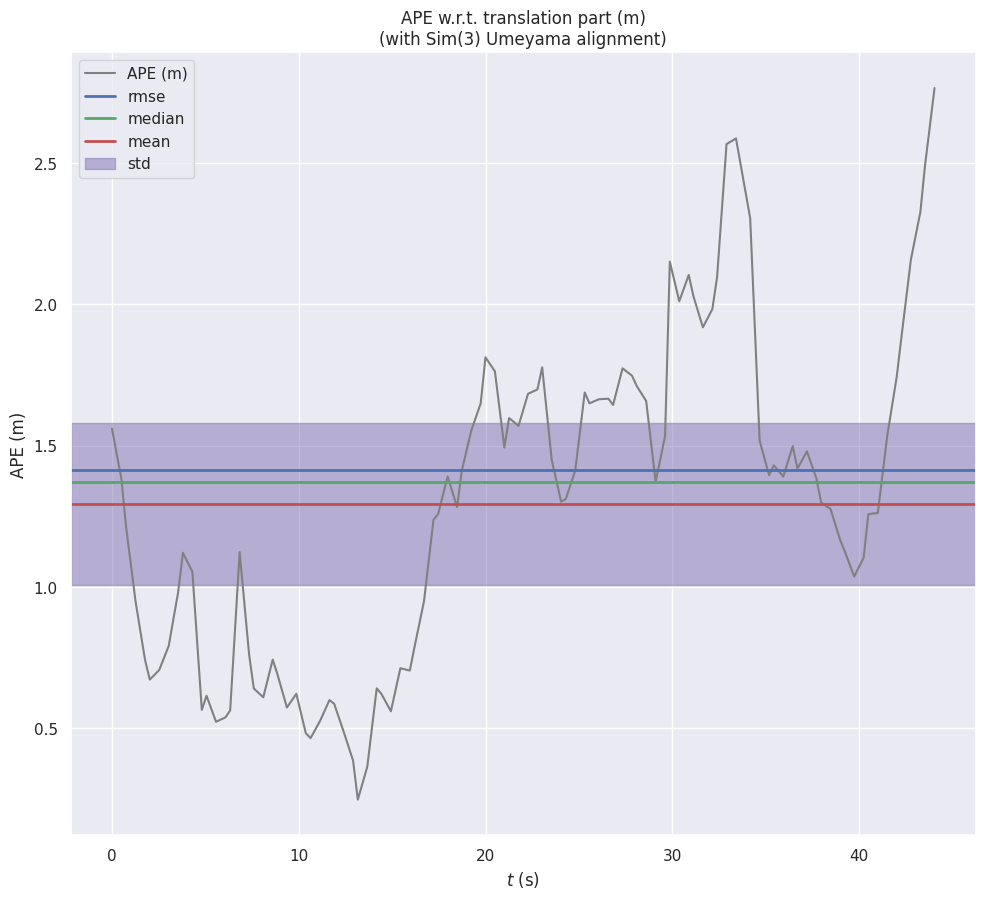 APE w.r.t. translation part (m)
(with Sim(3) Umeyama alignment)
APE (m)
rmse
median
mean
std
2.5
2.0
1.5
1.0
0.5
APE (m)
0 10 20 30 40
t (s)